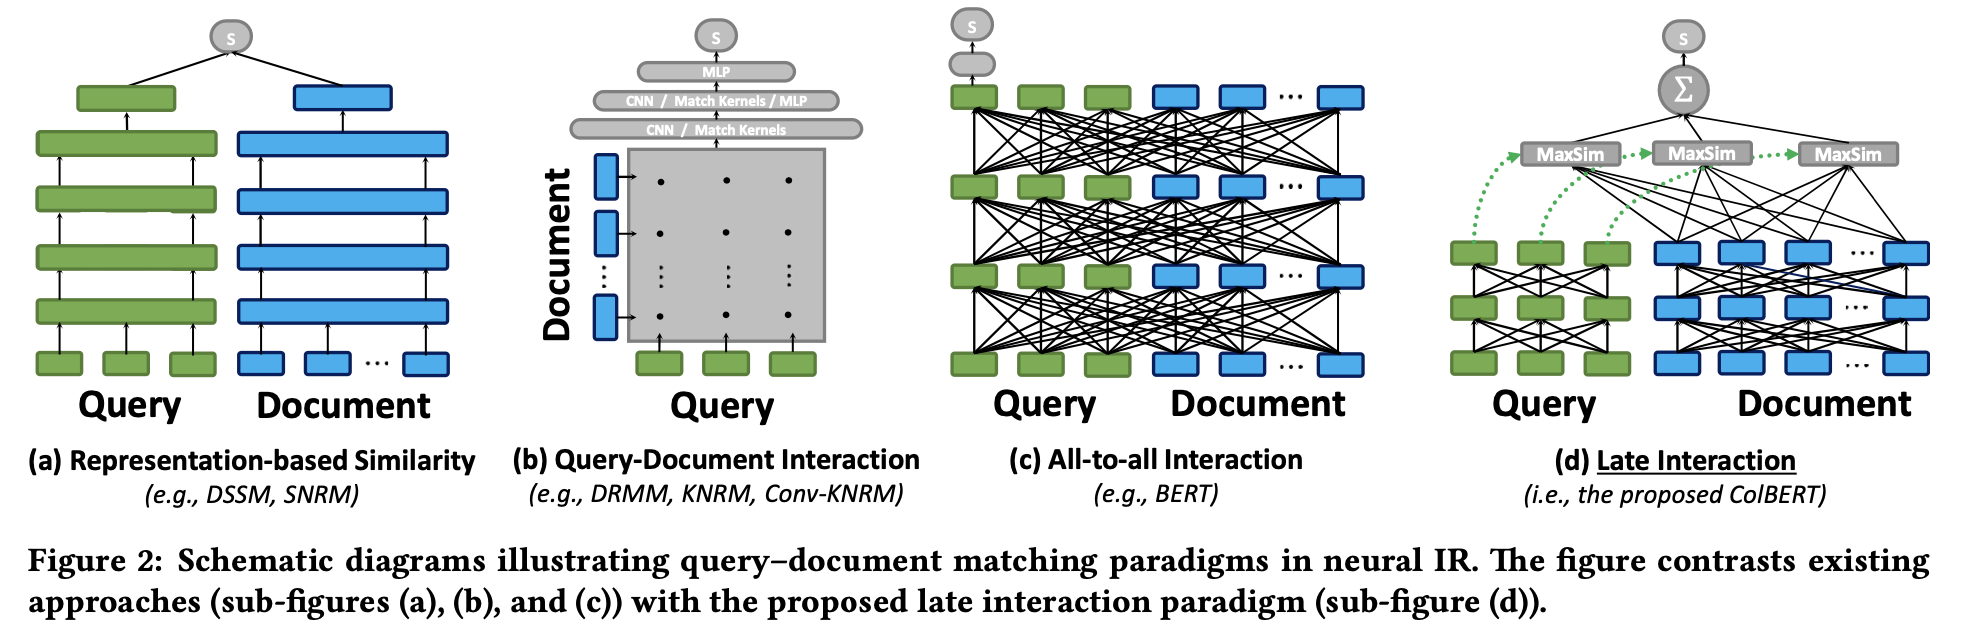 S
Query
Document
(a) Representation-based Similarity
(e.g., DSSM, SNRM)
S
MLP
CNN / Match Kernels / MLP
CNN / Match Kernels
Document
Query
(b) Query-Document Interaction
(e.g., DRMM, KNRM, Conv-KNRM)
S
Query
Document
(c) All-to-all Interaction
(e.g., BERT)
S
Σ
MaxSim
MaxSim
MaxSim
Query
Document
(d) Late Interaction
(i.e., the proposed ColBERT)
Figure 2: Schematic diagrams illustrating query–document matching paradigms in neural IR. The figure contrasts existing
approaches (sub-figures (a), (b), and (c)) with the proposed late interaction paradigm (sub-figure (d)).